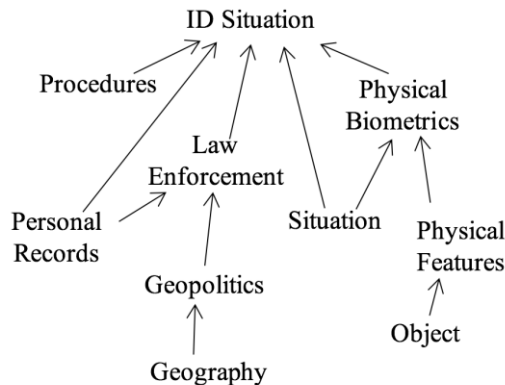 ID Situation
Procedures
Physical
Biometrics
Law
Enforcement
Personal
Records
Situation
Physical
Features
Geopolitics
Object
Geography